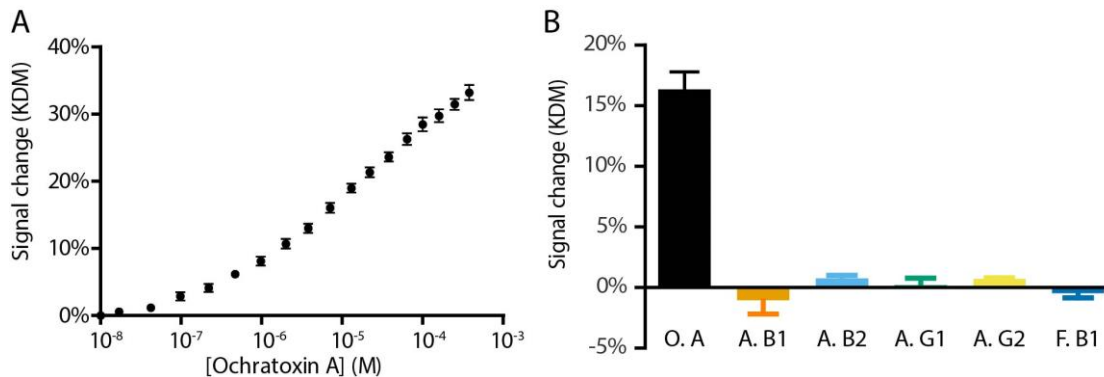 A
Signal change (KDM)
40%
30%
20%
10%
0%
10⁻⁸ 10⁻⁷ 10⁻⁶ 10⁻⁵ 10⁻⁴ 10⁻³
[Ochratoxin A] (M)
B
Signal change (KDM)
20%
15%
10%
5%
0%
-5%
O. A A. B1 A. B2 A. G1 A. G2 F. B1